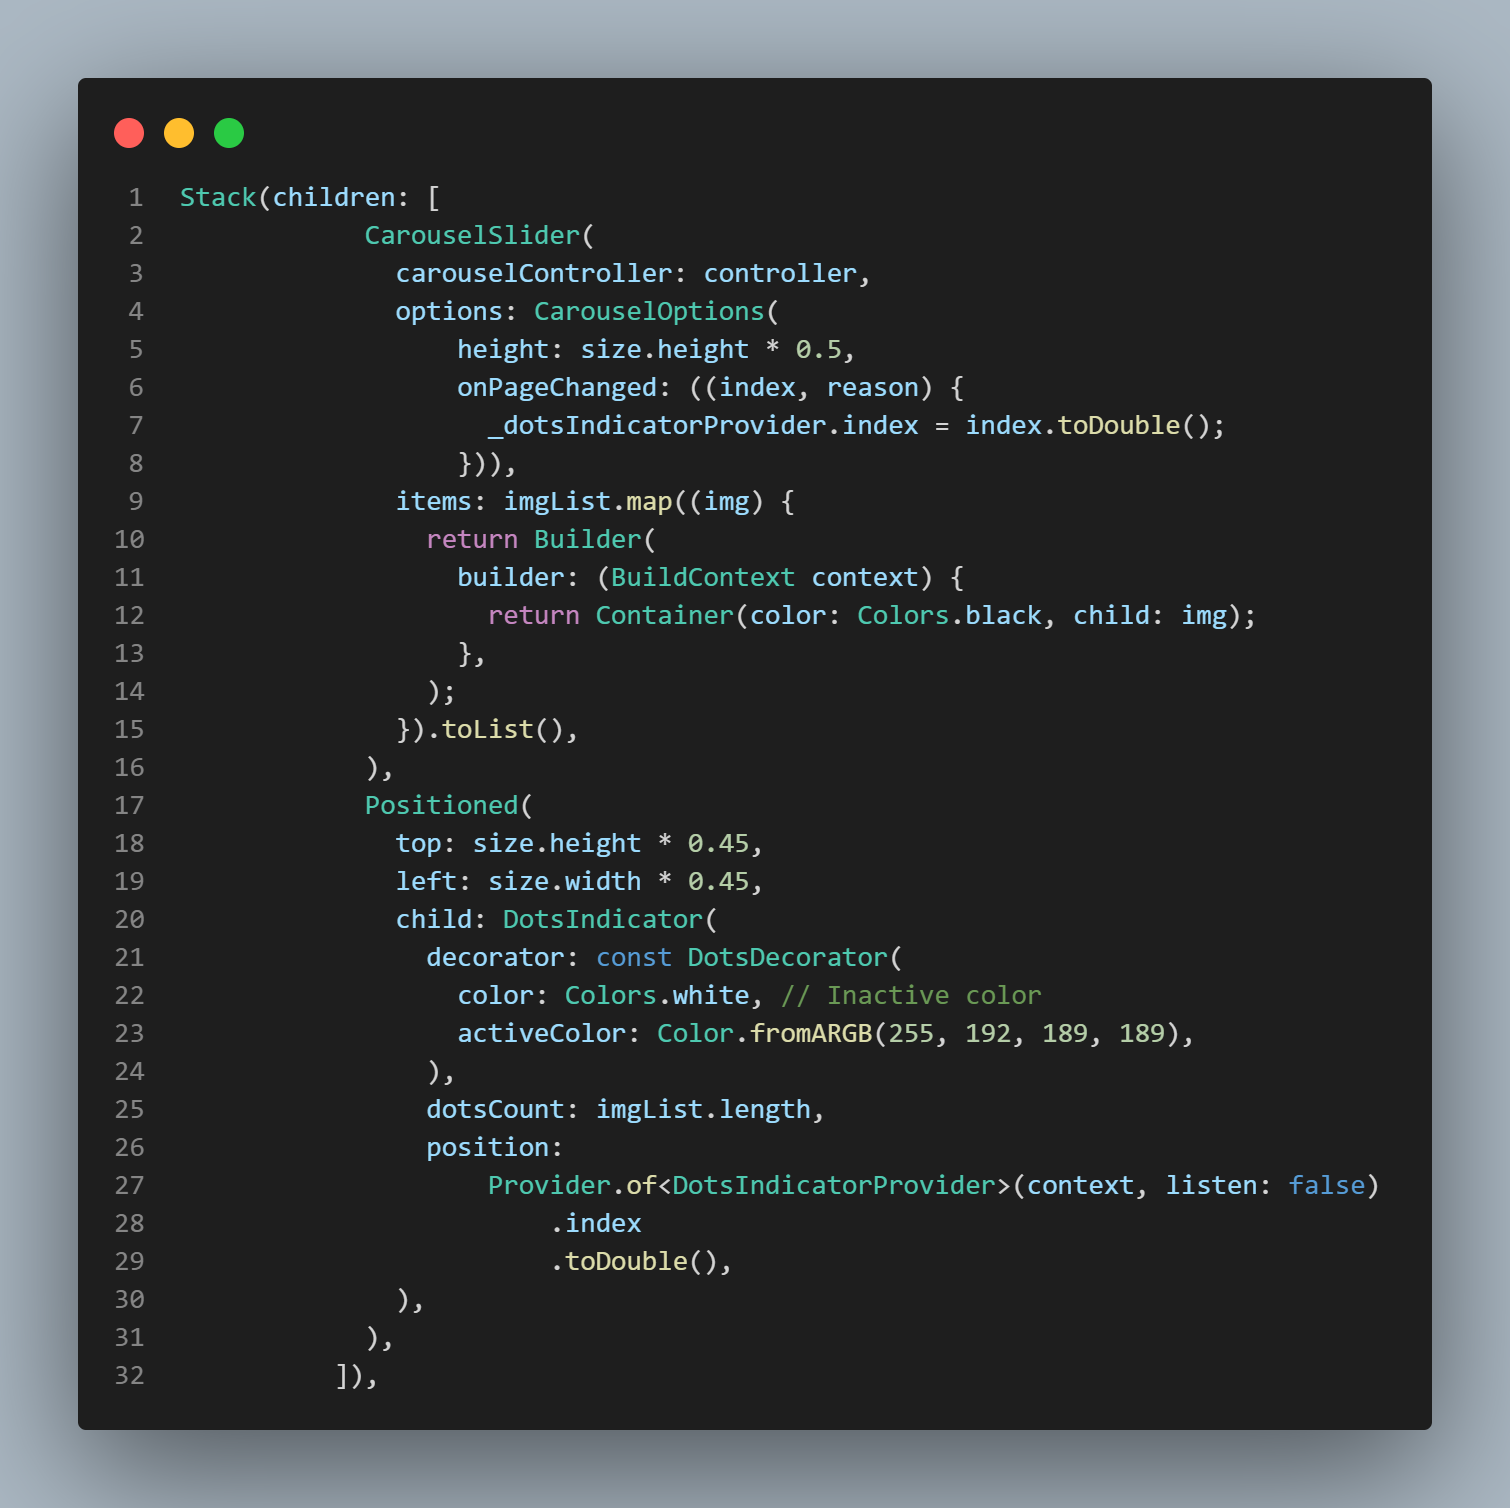 1 Stack(children: [
2 CarouselSlider(
3 carouselController: controller,
4 options: CarouselOptions(
5 height: size.height * 0.5,
6 onPageChanged: ((index, reason) {
7 _dotsIndicatorProvider.index = index.toDouble();
8 })),
9 items: imgList.map((img) {
10 return Builder(
11 builder: (BuildContext context) {
12 return Container(color: Colors.black, child: img);
13 },
14 );
15 }).toList(),
16 ),
17 Positioned(
18 top: size.height * 0.45,
19 left: size.width * 0.45,
20 child: DotsIndicator(
21 decorator: const DotsDecorator(
22 color: Colors.white, // Inactive color
23 activeColor: Color.fromARGB(255, 192, 189, 189),
24 ),
25 dotsCount: imgList.length,
26 position:
27 Provider.of<DotsIndicatorProvider>(context, listen: false)
28 .index
29 .toDouble(),
30 ),
31 ),
32 ]),